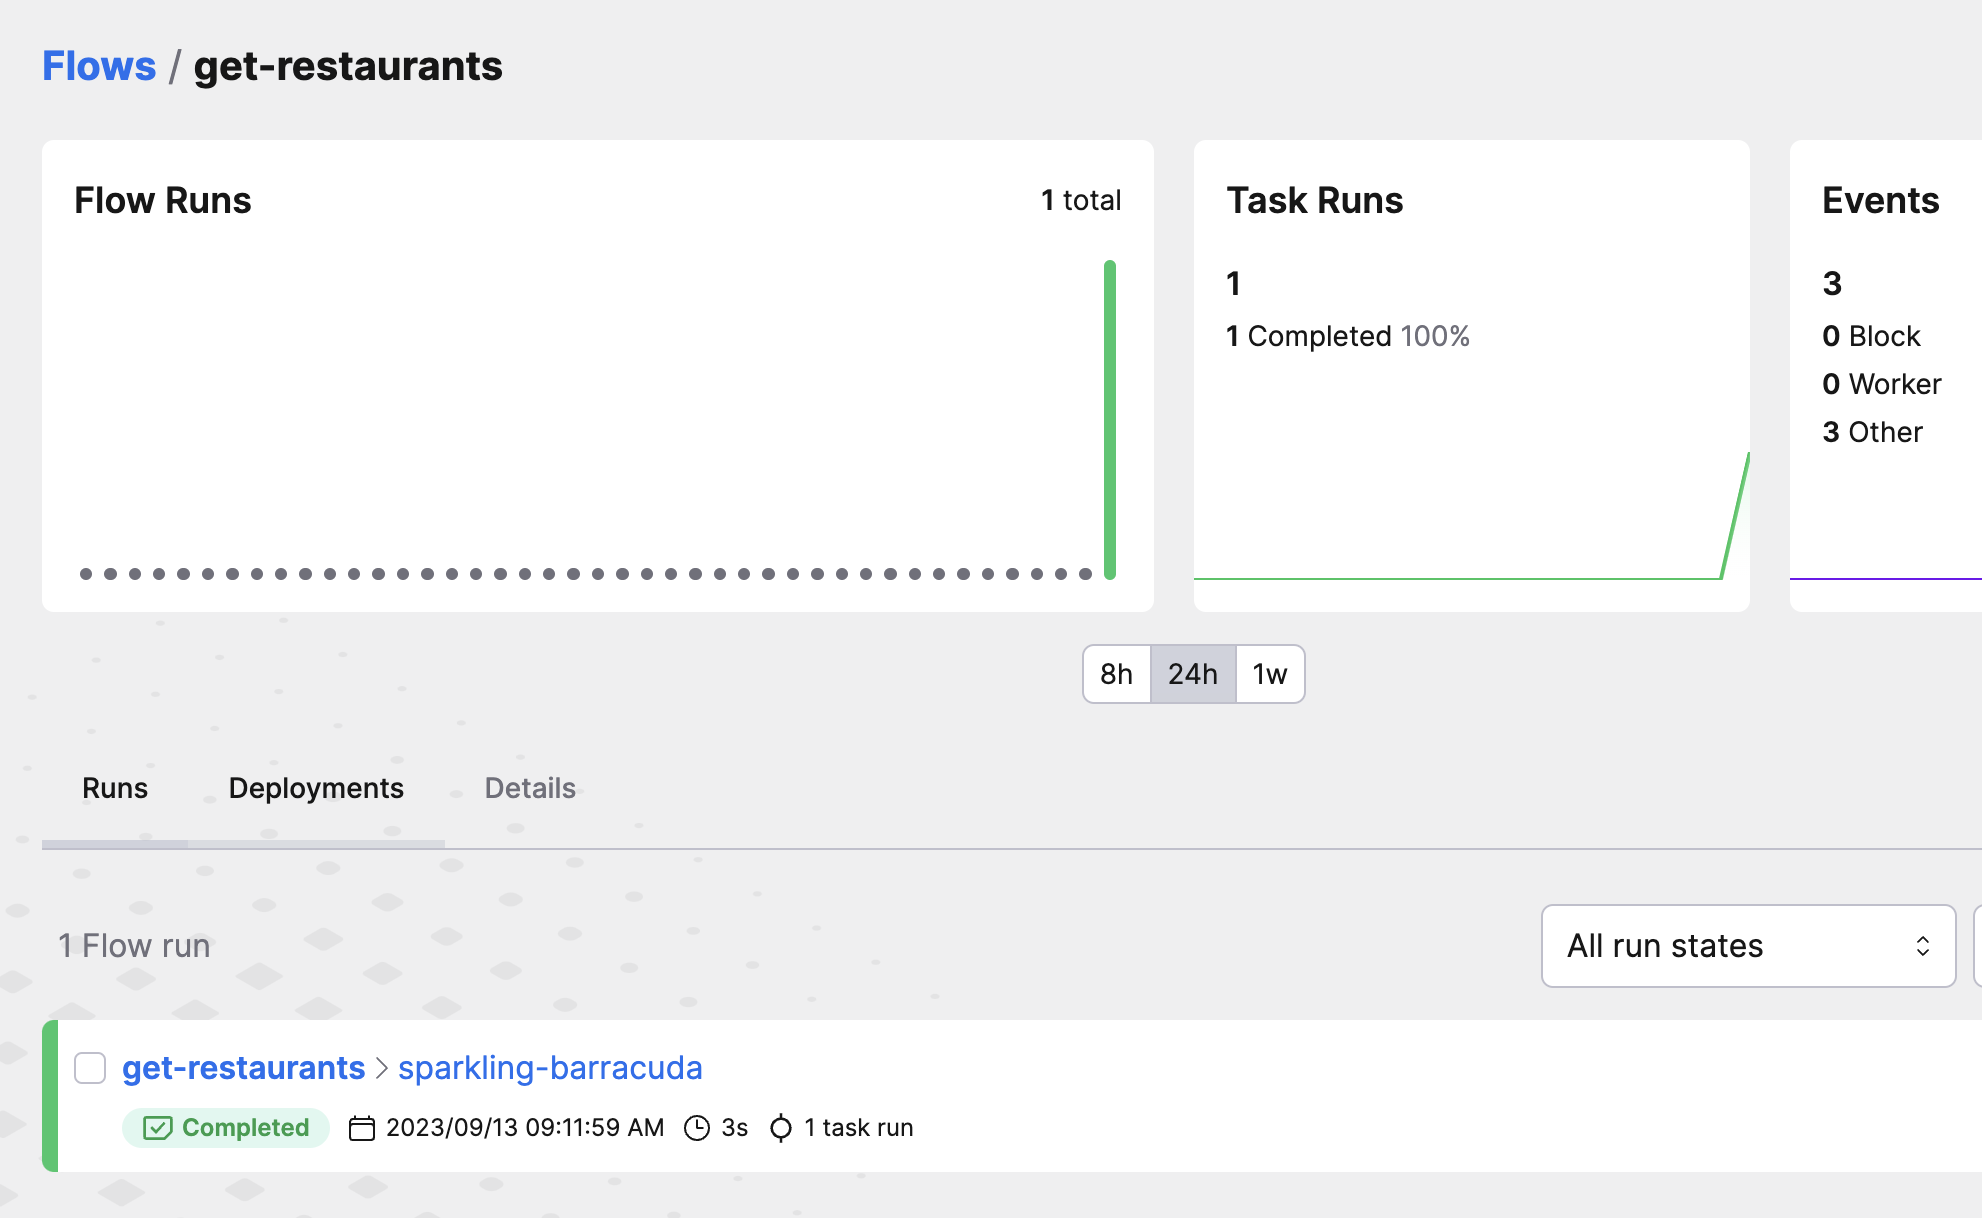 Flows / get-restaurants
Flow Runs
1 total
Task Runs
1
1 Completed 100%
Events
3
0 Block
0 Worker
3 Other
8h 24h 1w
Runs Deployments Details
1 Flow run
All run states
get-restaurants > sparkling-barracuda
Completed 2023/09/13 09:11:59 AM 3s 1 task run